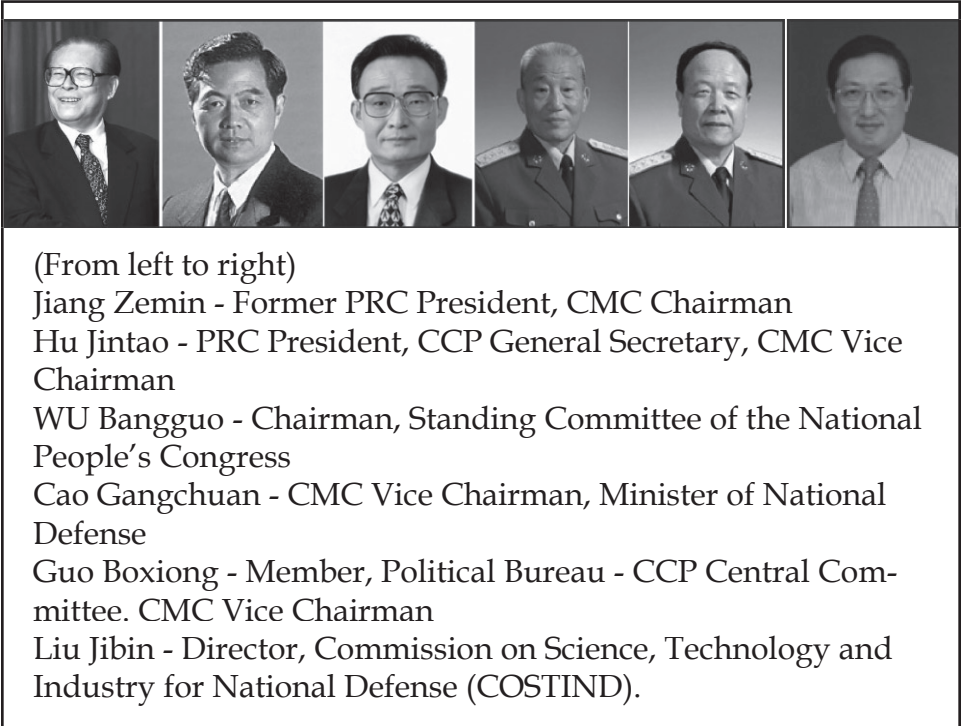 (From left to right)
Jiang Zemin - Former PRC President, CMC Chairman
Hu Jintao - PRC President, CCP General Secretary, CMC Vice
Chairman
WU Bangguo - Chairman, Standing Committee of the National
People's Congress
Cao Gangchuan - CMC Vice Chairman, Minister of National
Defense
Guo Boxiong - Member, Political Bureau - CCP Central Com-
mittee. CMC Vice Chairman
Liu Jibin - Director, Commission on Science, Technology and
Industry for National Defense (COSTIND).